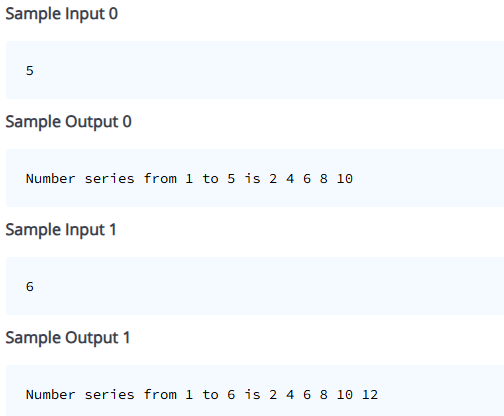 Sample Input 0
5
Sample Output 0
Number series from 1 to 5 is 2 4 6 8 10
Sample Input 1
6
Sample Output 1
Number series from 1 to 6 is 2 4 6 8 10 12